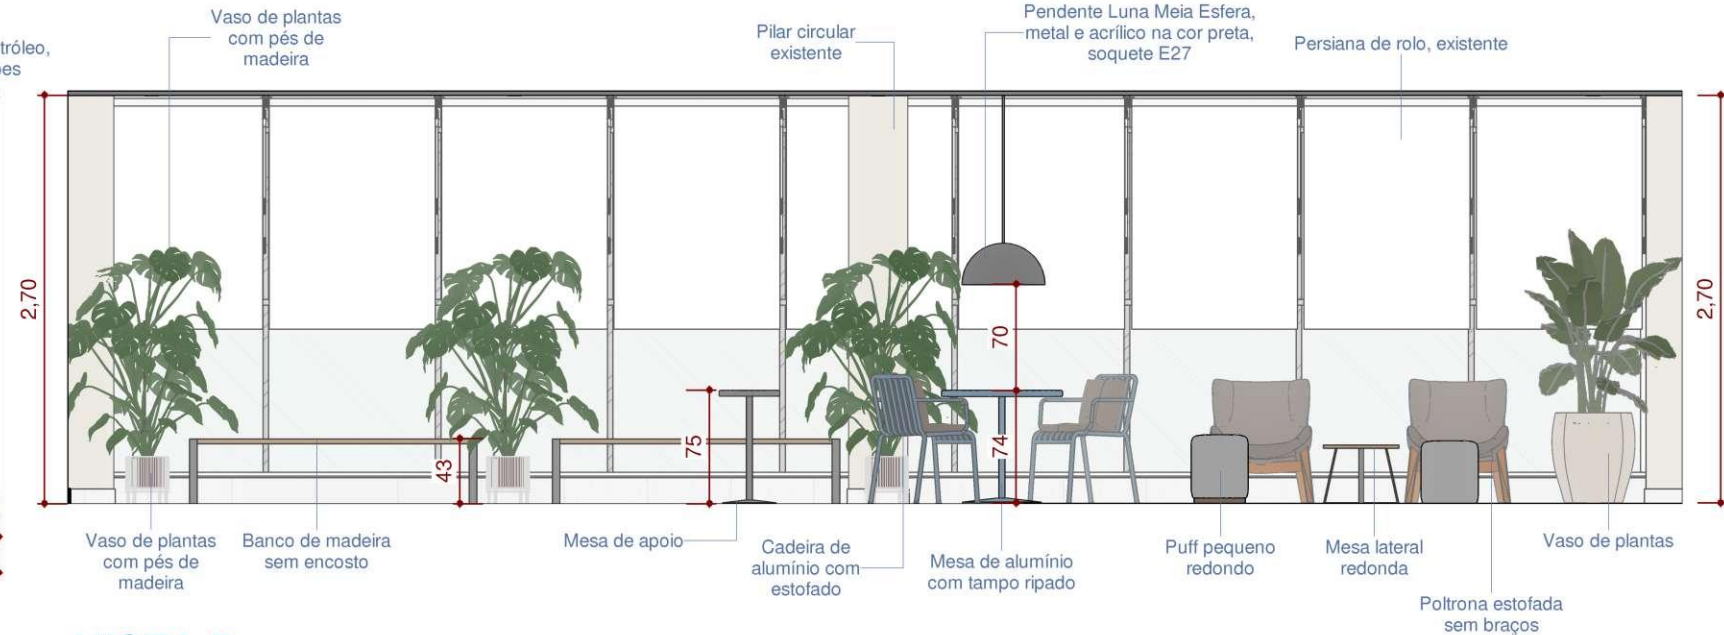 Vaso de plantas
com pés de
madeira
Pilar circular
existente
Pendente Luna Meia Esfera,
metal e acrílico na cor preta,
soquete E27
Persiana de rolo, existente
2,70
43
75
70
74
2,70
Vaso de plantas
com pés de
madeira
Banco de madeira
sem encosto
Mesa de apoio
Cadeira de
alumínio com
estofado
Mesa de alumínio
com tampo ripado
Puff pequeno
redondo
Mesa lateral
redonda
Poltrona estofada
sem braços
Vaso de plantas